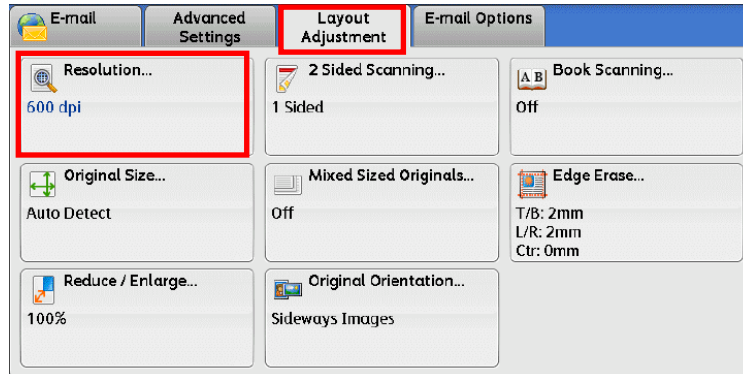 E-mail
Advanced
Settings
Layout
Adjustment
E-mail Options
Resolution...
600 dpi
2 Sided Scanning...
1 Sided
A B
Book Scanning...
Off
Original Size...
Auto Detect
Mixed Sized Originals...
Off
Edge Erase...
T/B: 2mm
L/R: 2mm
Ctr: 0mm
Reduce / Enlarge...
100%
Original Orientation...
Sideways Images